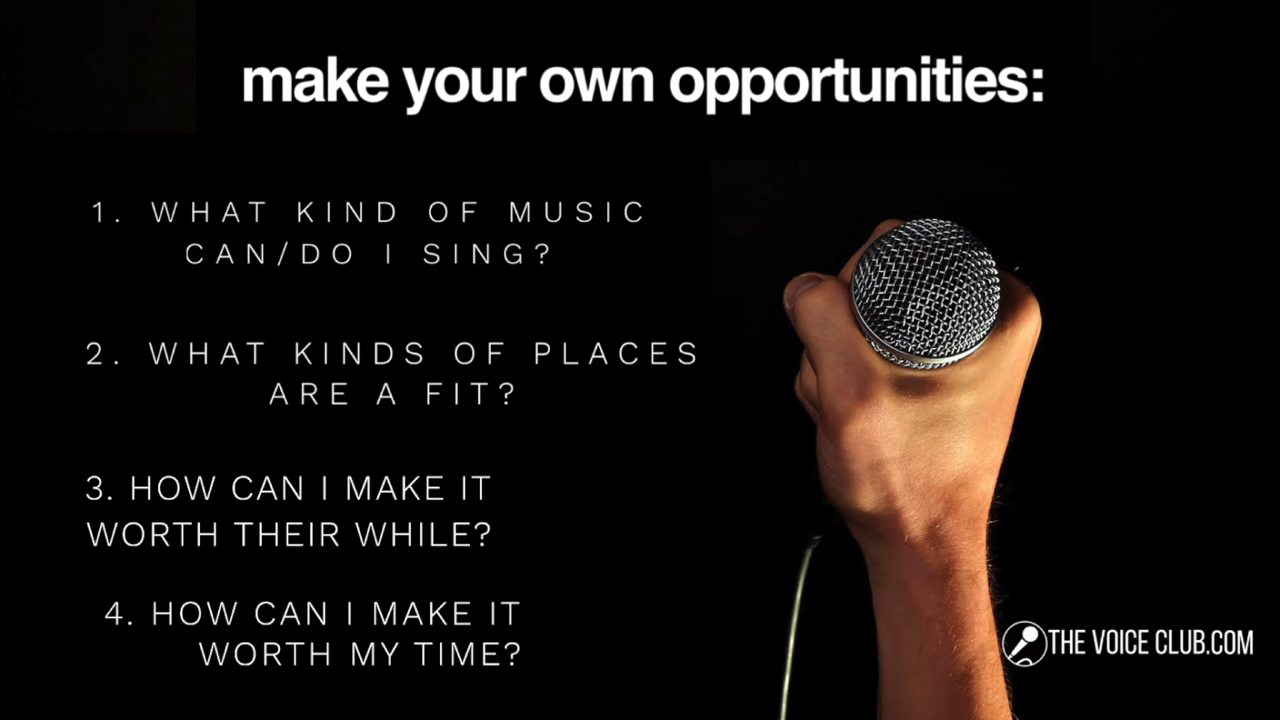 make your own opportunities:
1. WHAT KIND OF MUSIC
CAN/DO I SING?
2. WHAT KINDS OF PLACES
ARE A FIT?
3. HOW CAN I MAKE IT
WORTH THEIR WHILE?
4. HOW CAN I MAKE IT
WORTH MY TIME?
THE VOICE CLUB.COM